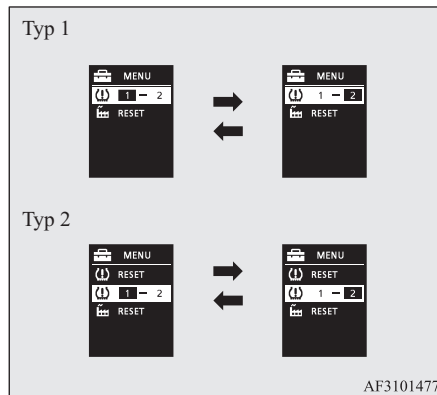 Typ 1
MENU MENU
1 – 2 1 – 2
RESET RESET
Typ 2
MENU MENU
RESET RESET
1 – 2 1 – 2
RESET RESET
AF3101477